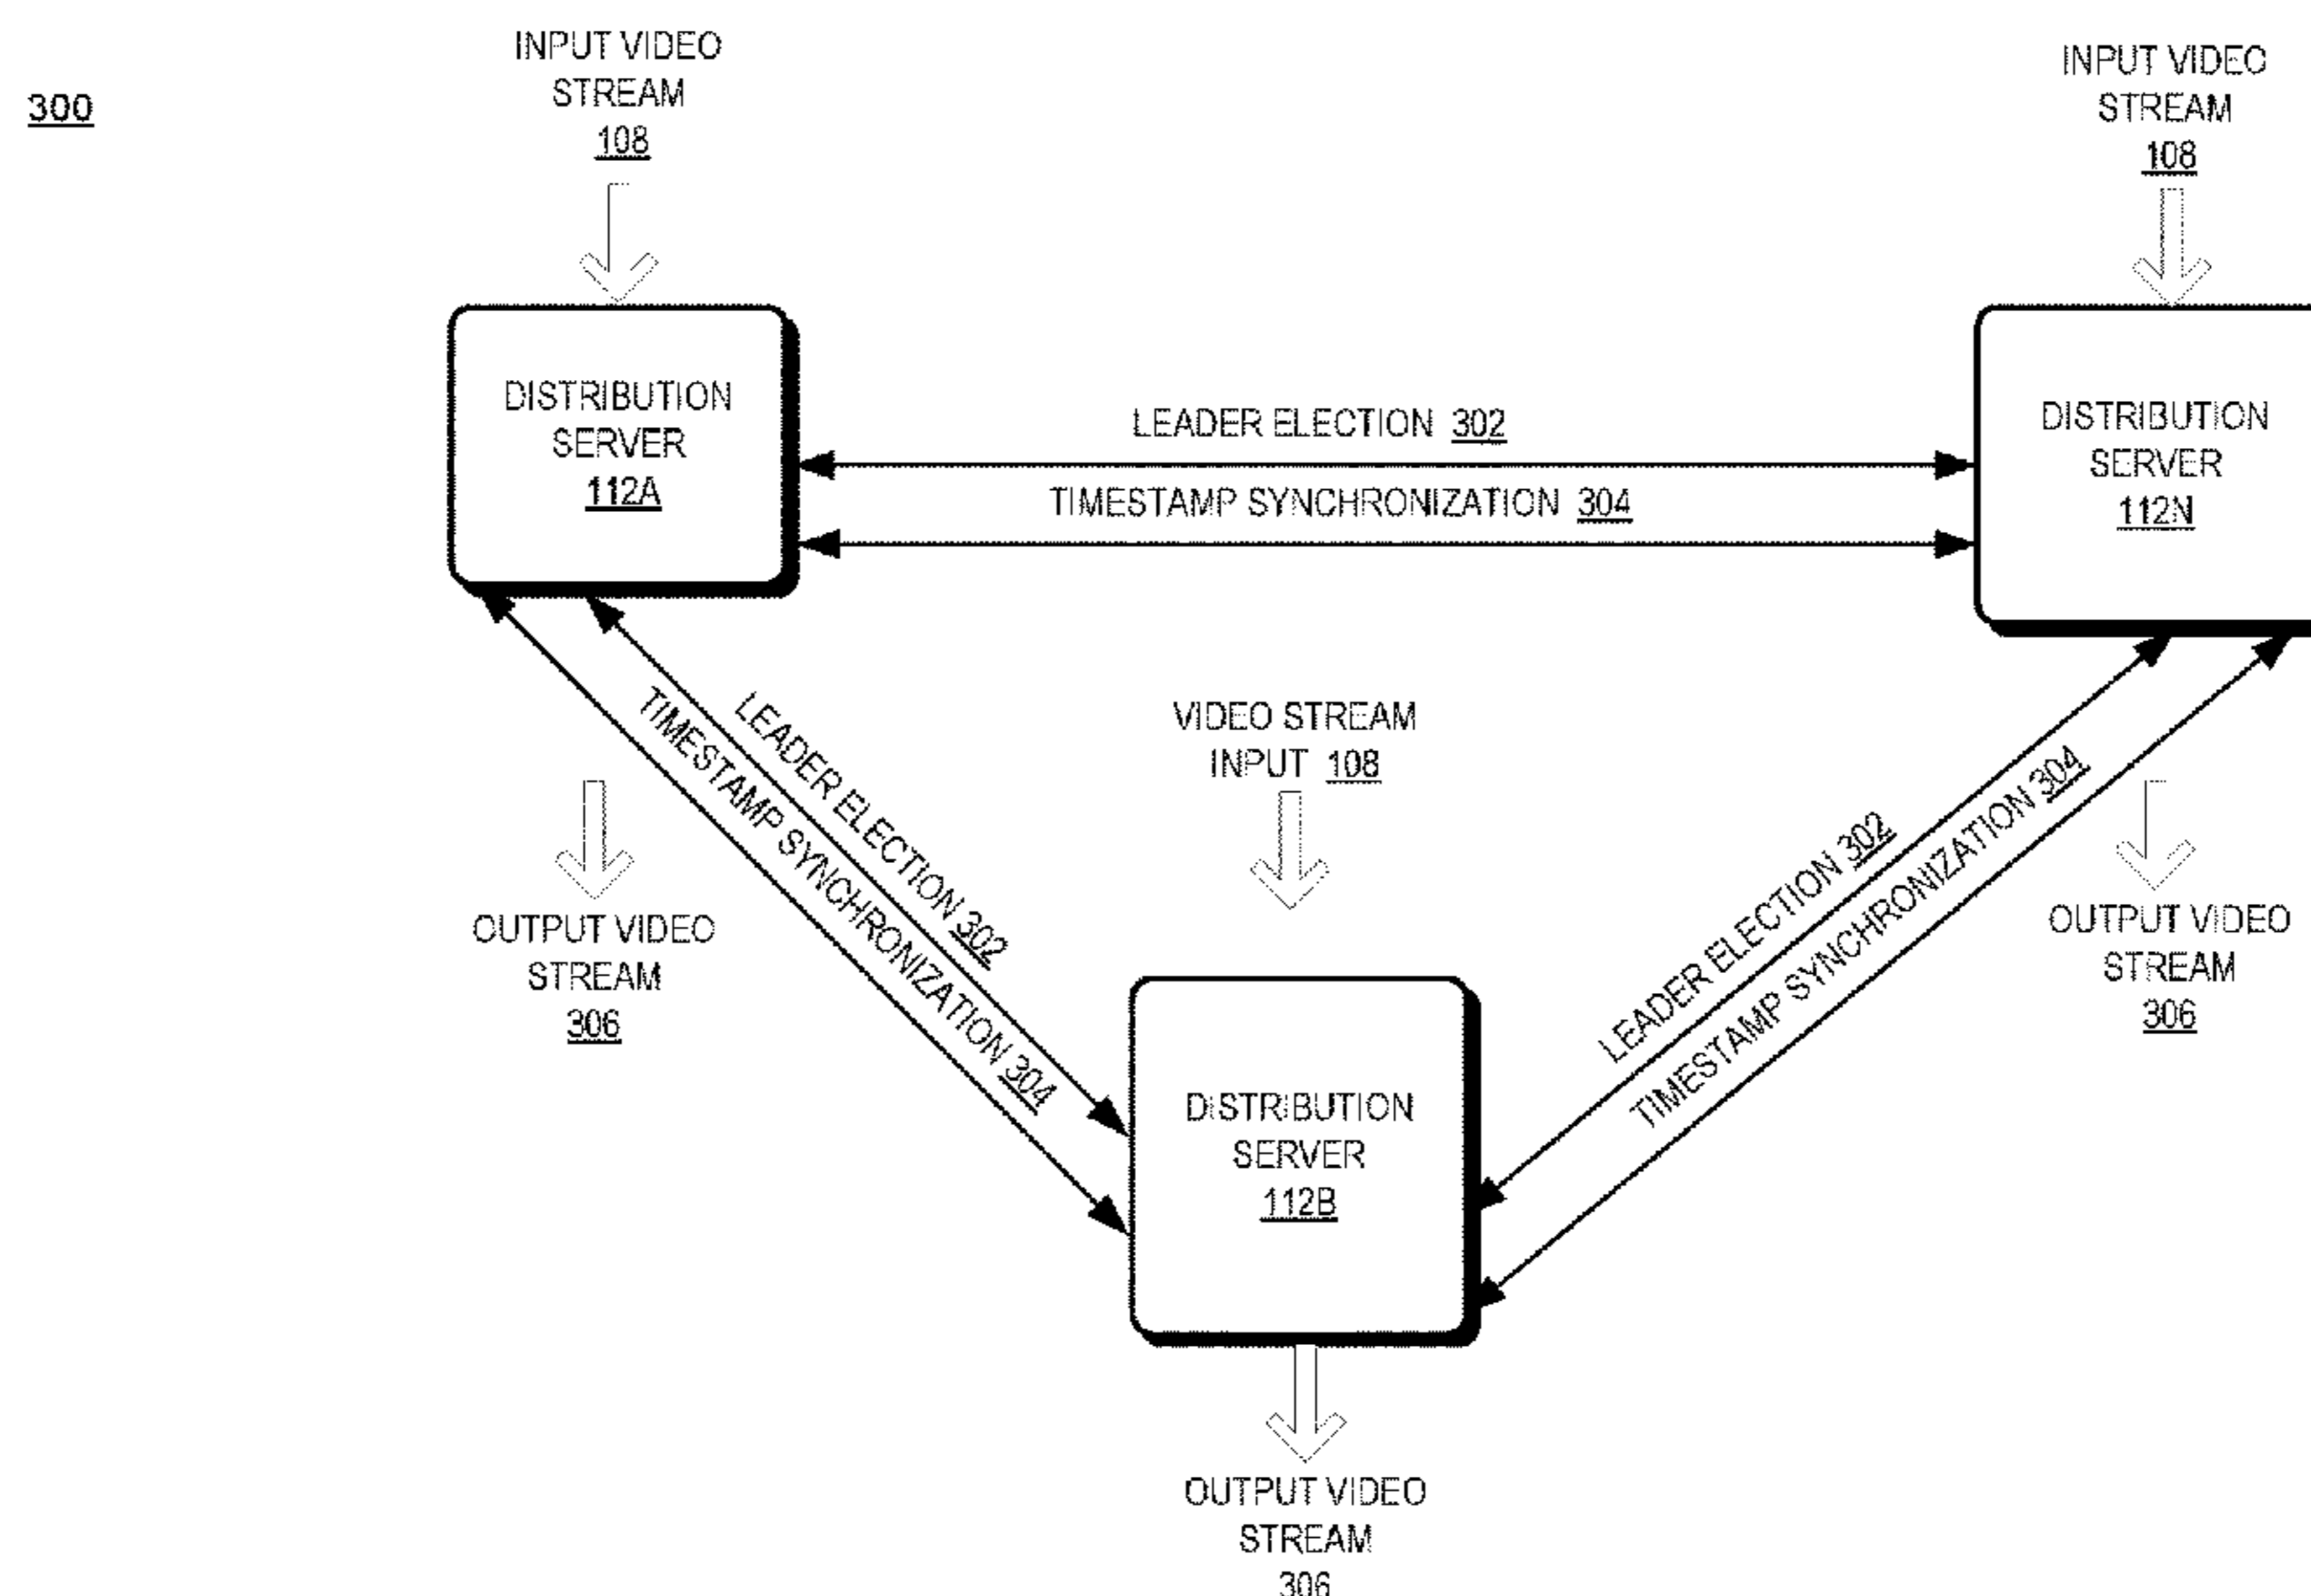 300
INPUT VIDEO
STREAM
108
INPUT VIDEO
STREAM
108
DISTRIBUTION
SERVER
112A
LEADER ELECTION 302
TIMESTAMP SYNCHRONIZATION 304
DISTRIBUTION
SERVER
112N
LEADER ELECTION 302
TIMESTAMP SYNCHRONIZATION 304
VIDEO STREAM
INPUT 108
LEADER ELECTION 302
TIMESTAMP SYNCHRONIZATION 304
OUTPUT VIDEO
STREAM
306
OUTPUT VIDEO
STREAM
306
DISTRIBUTION
SERVER
112B
OUTPUT VIDEO
STREAM
306